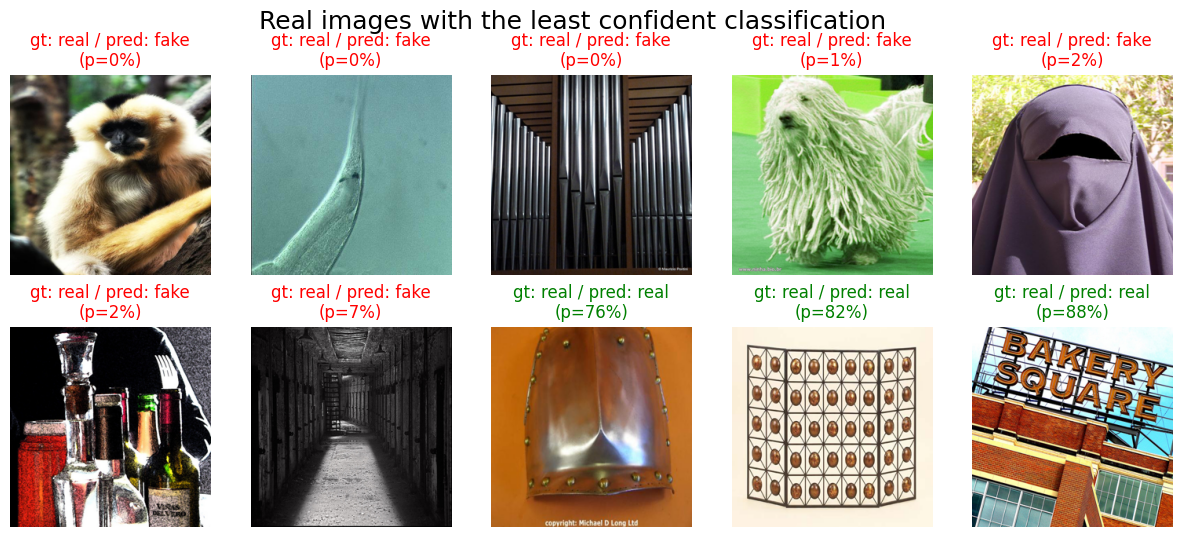 Real images with the least confident classification
gt: real / pred: fake
(p=0%)
gt: real / pred: fake
(p=0%)
gt: real / pred: fake
(p=0%)
gt: real / pred: fake
(p=1%)
gt: real / pred: fake
(p=2%)
gt: real / pred: fake
(p=2%)
gt: real / pred: fake
(p=7%)
gt: real / pred: real
(p=76%)
gt: real / pred: real
(p=82%)
gt: real / pred: real
(p=88%)
VIÑAS
DEL VERO
copyright: Michael D Long Ltd
BAKERY
SQUARE